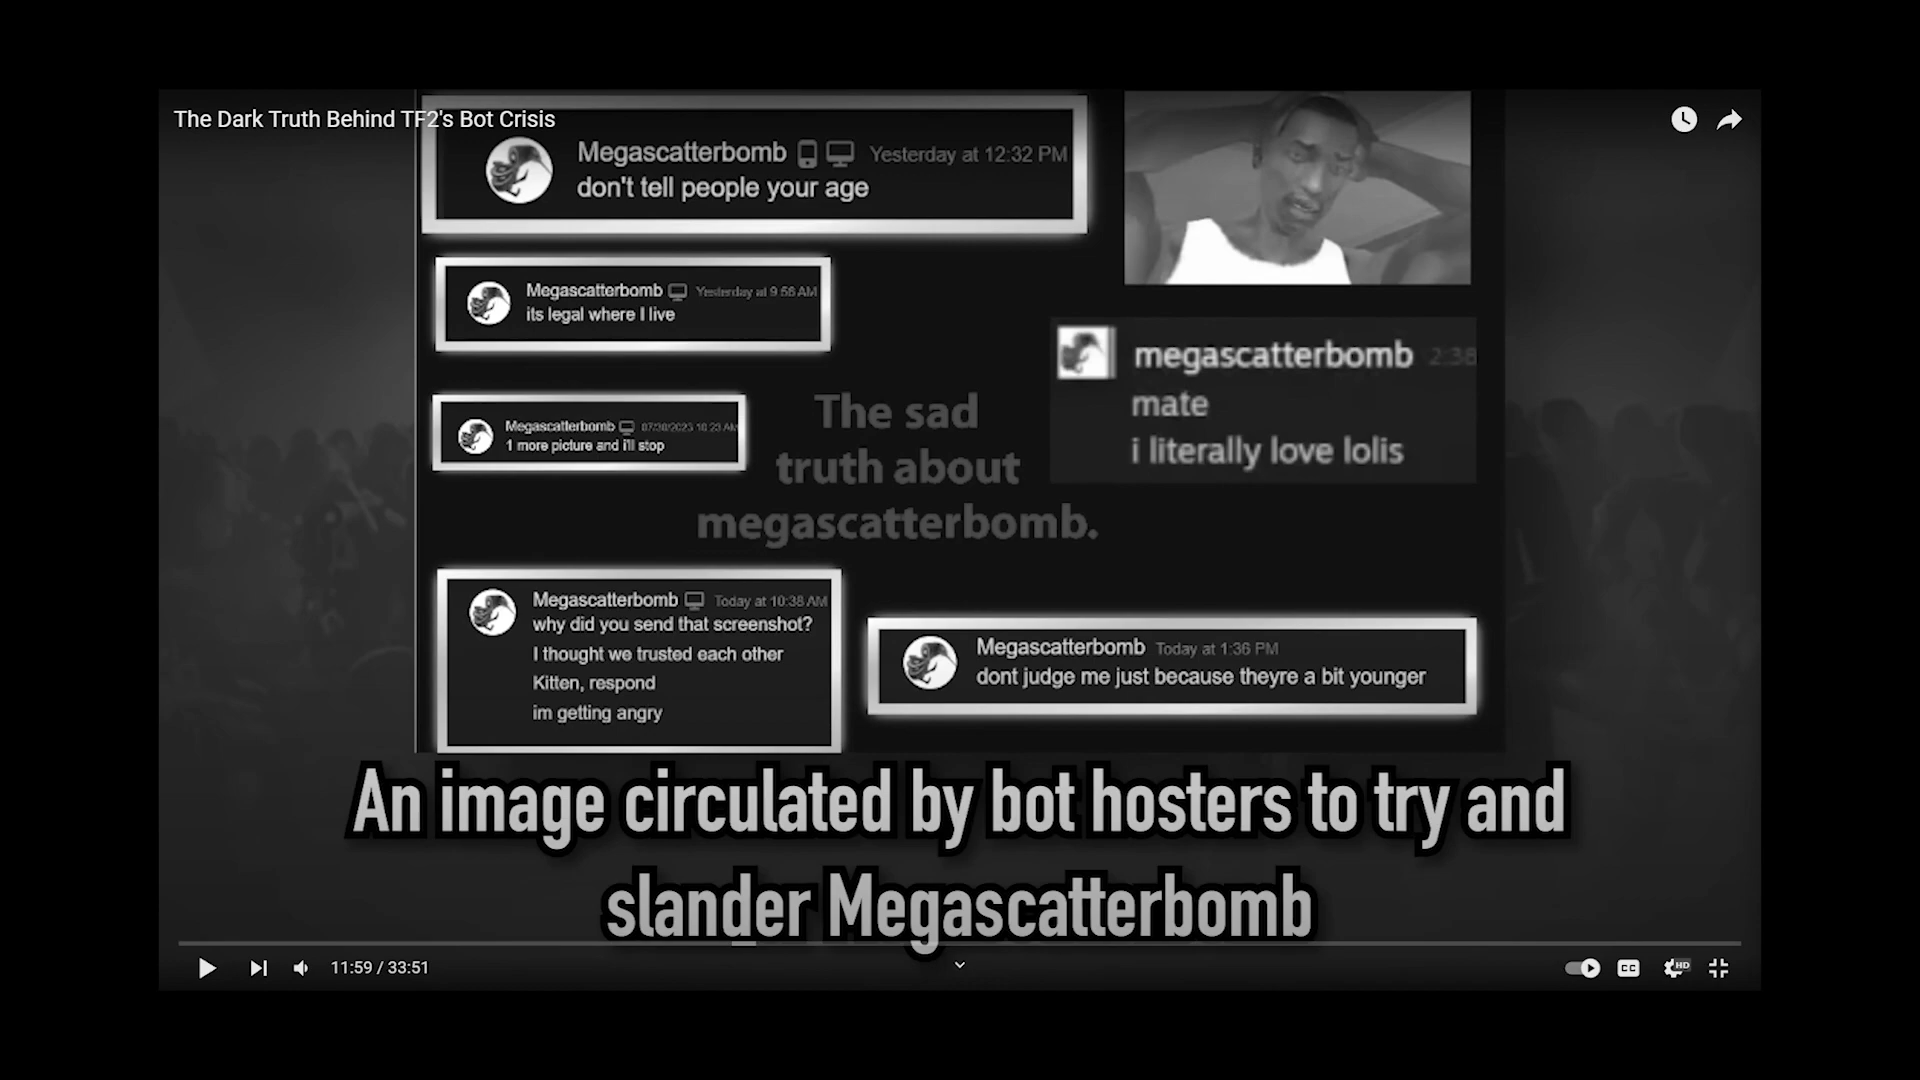 The Dark Truth Behind TF2's Bot Crisis
Megascatterbomb Yesterday at 12:32 PM
don't tell people your age
Megascatterbomb Yesterday at 9:56 AM
its legal where I live
megascatterbomb 2:38
mate
i literally love lolis
Megascatterbomb 07/30/2023 10:23 AM
1 more picture and i'll stop
The sad
truth about
megascatterbomb.
Megascatterbomb Today at 10:38 AM
why did you send that screenshot?
I thought we trusted each other
Kitten, respond
im getting angry
Megascatterbomb Today at 1:36 PM
dont judge me just because theyre a bit younger
An image circulated by bot hosters to try and
slander Megascatterbomb
11:59 / 33:51
CC
HD